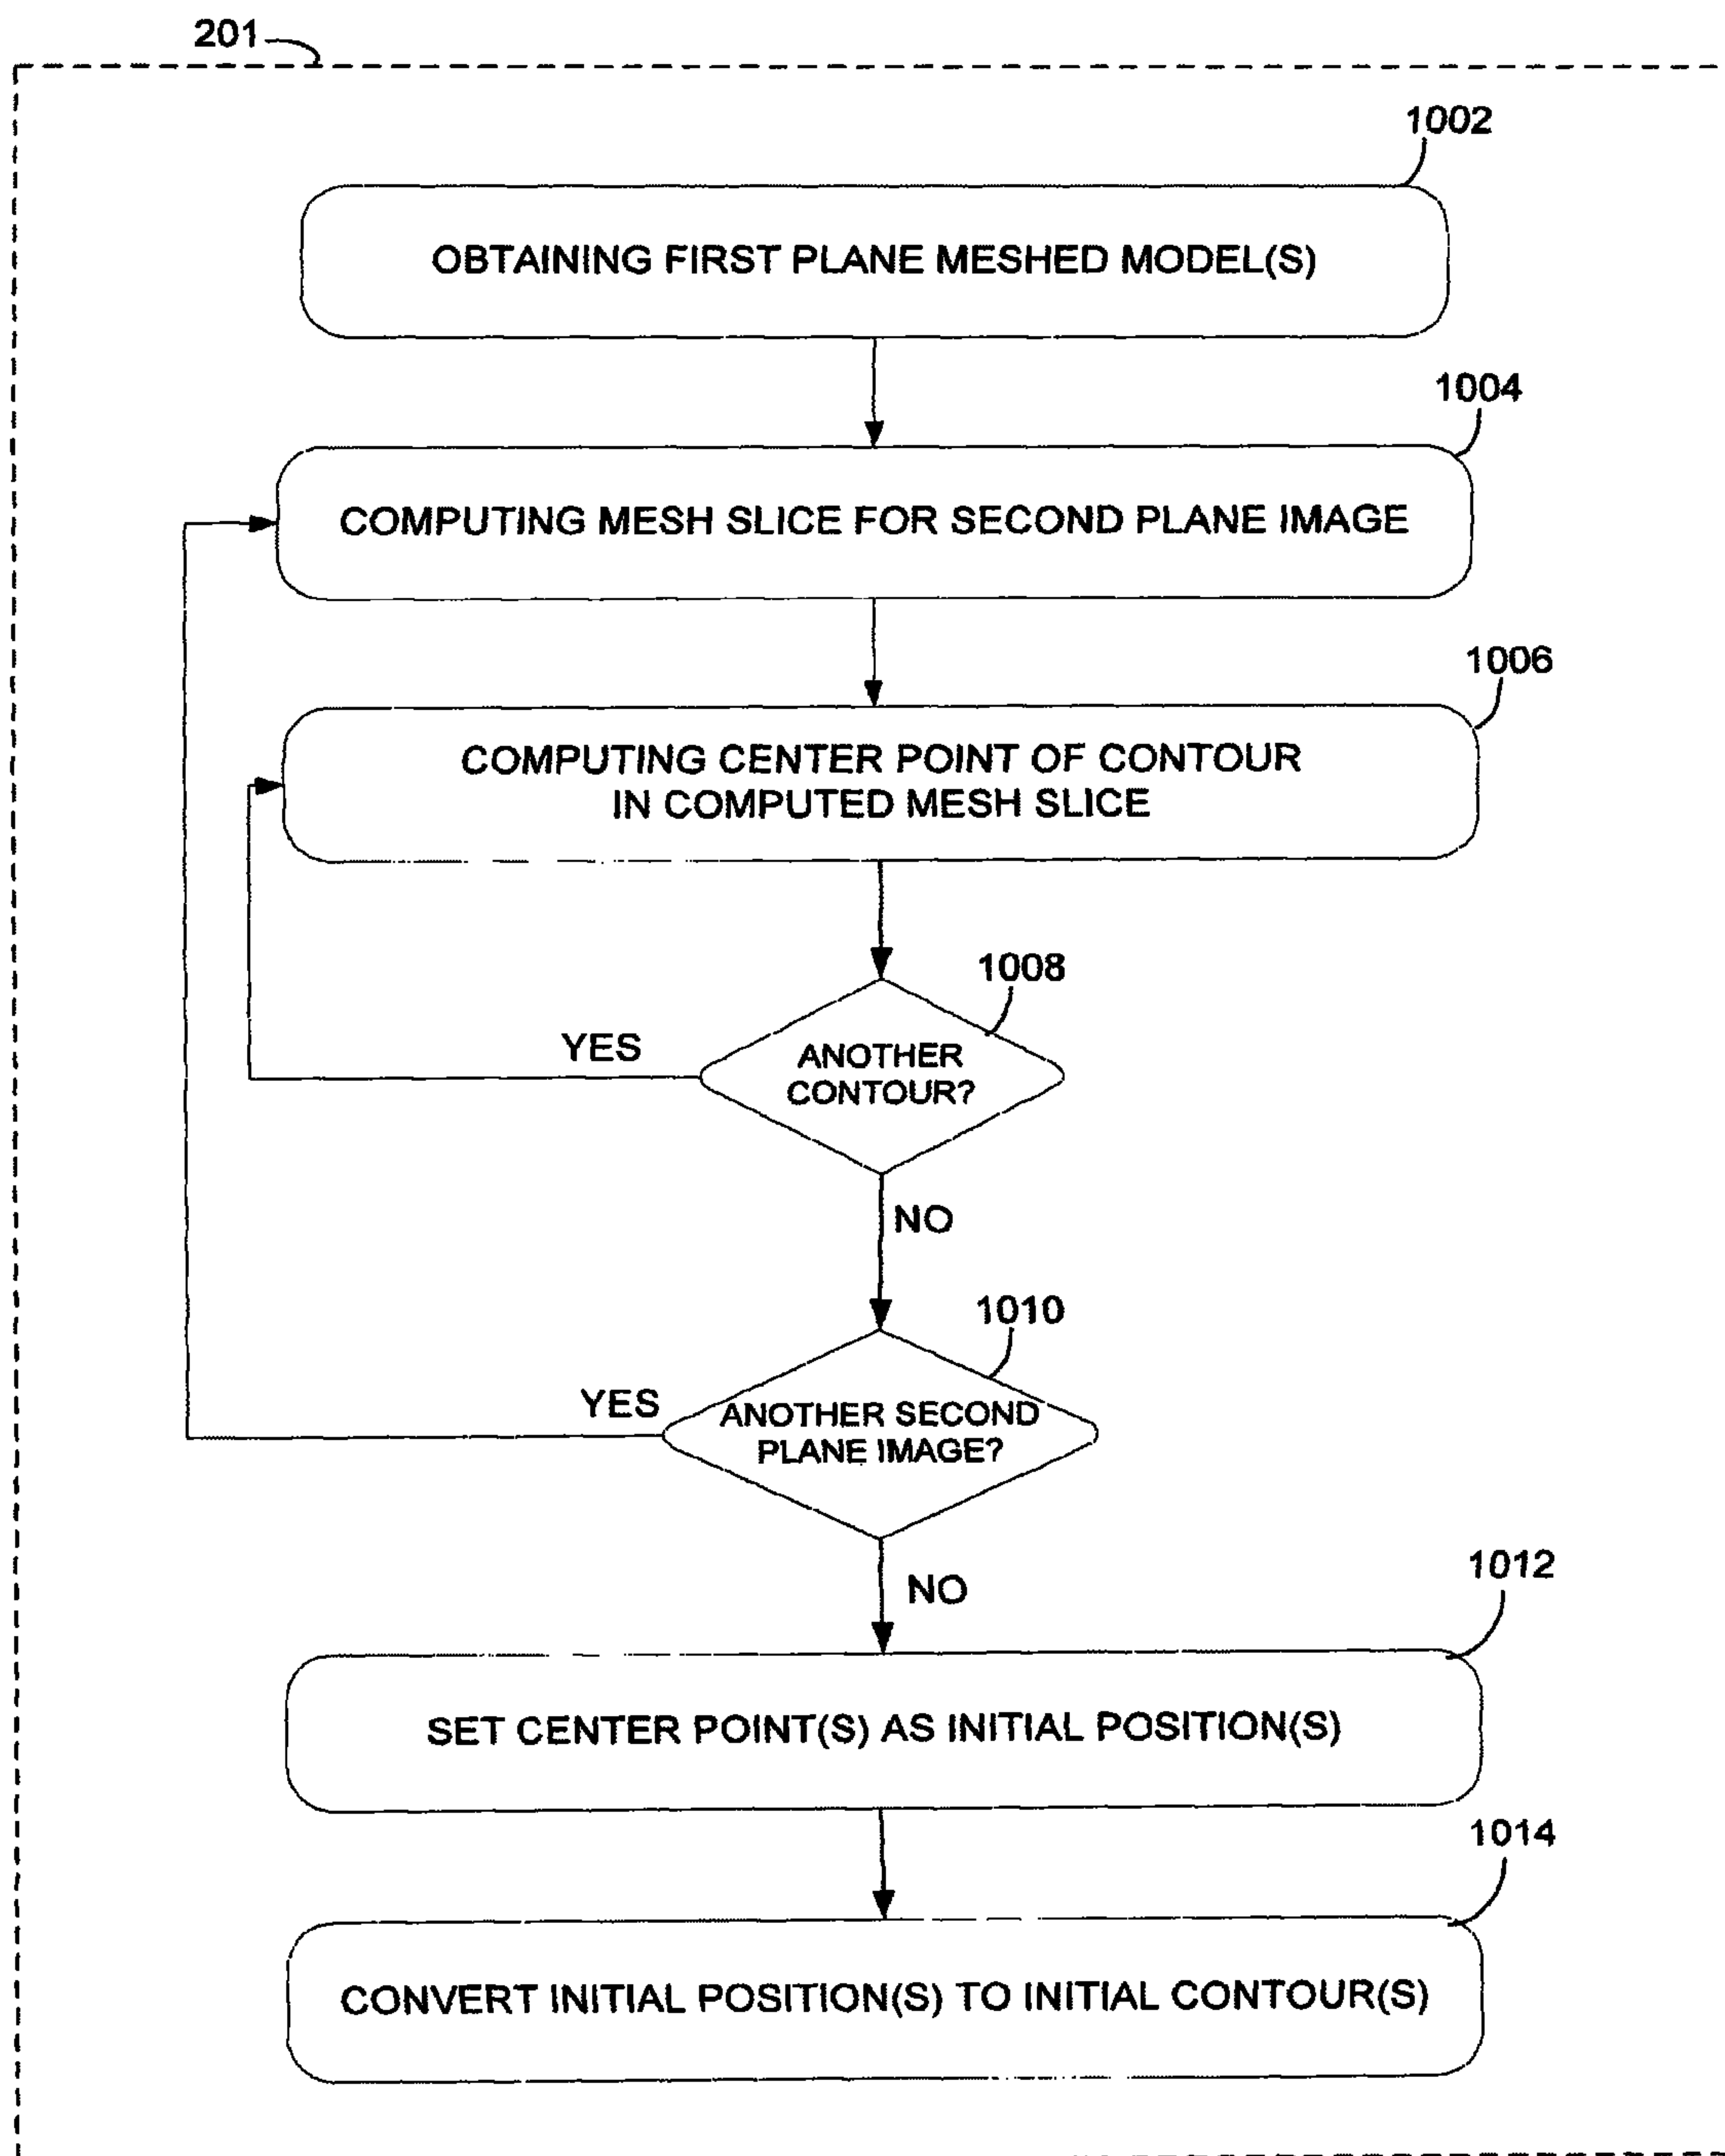 201
1002
OBTAINING FIRST PLANE MESHED MODEL(S)
1004
COMPUTING MESH SLICE FOR SECOND PLANE IMAGE
1006
COMPUTING CENTER POINT OF CONTOUR
IN COMPUTED MESH SLICE
1008
YES
ANOTHER
CONTOUR?
NO
1010
YES
ANOTHER SECOND
PLANE IMAGE?
NO
1012
SET CENTER POINT(S) AS INITIAL POSITION(S)
1014
CONVERT INITIAL POSITION(S) TO INITIAL CONTOUR(S)